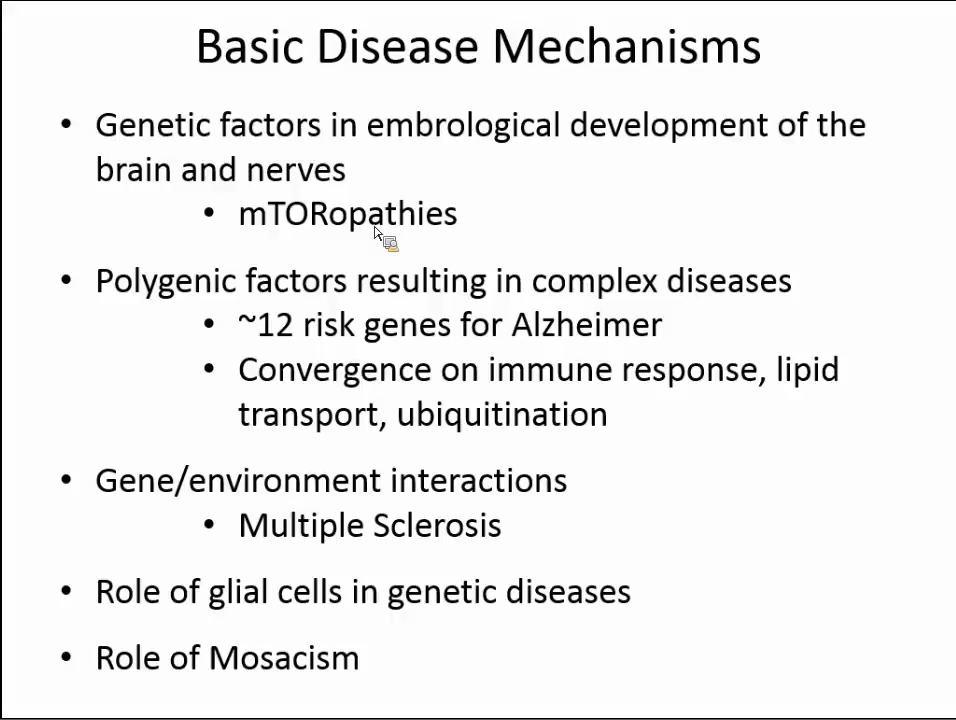 Basic Disease Mechanisms
• Genetic factors in embrological development of the
brain and nerves
• mTORopathies
• Polygenic factors resulting in complex diseases
• ~12 risk genes for Alzheimer
• Convergence on immune response, lipid
transport, ubiquitination
• Gene/environment interactions
• Multiple Sclerosis
• Role of glial cells in genetic diseases
• Role of Mosacism